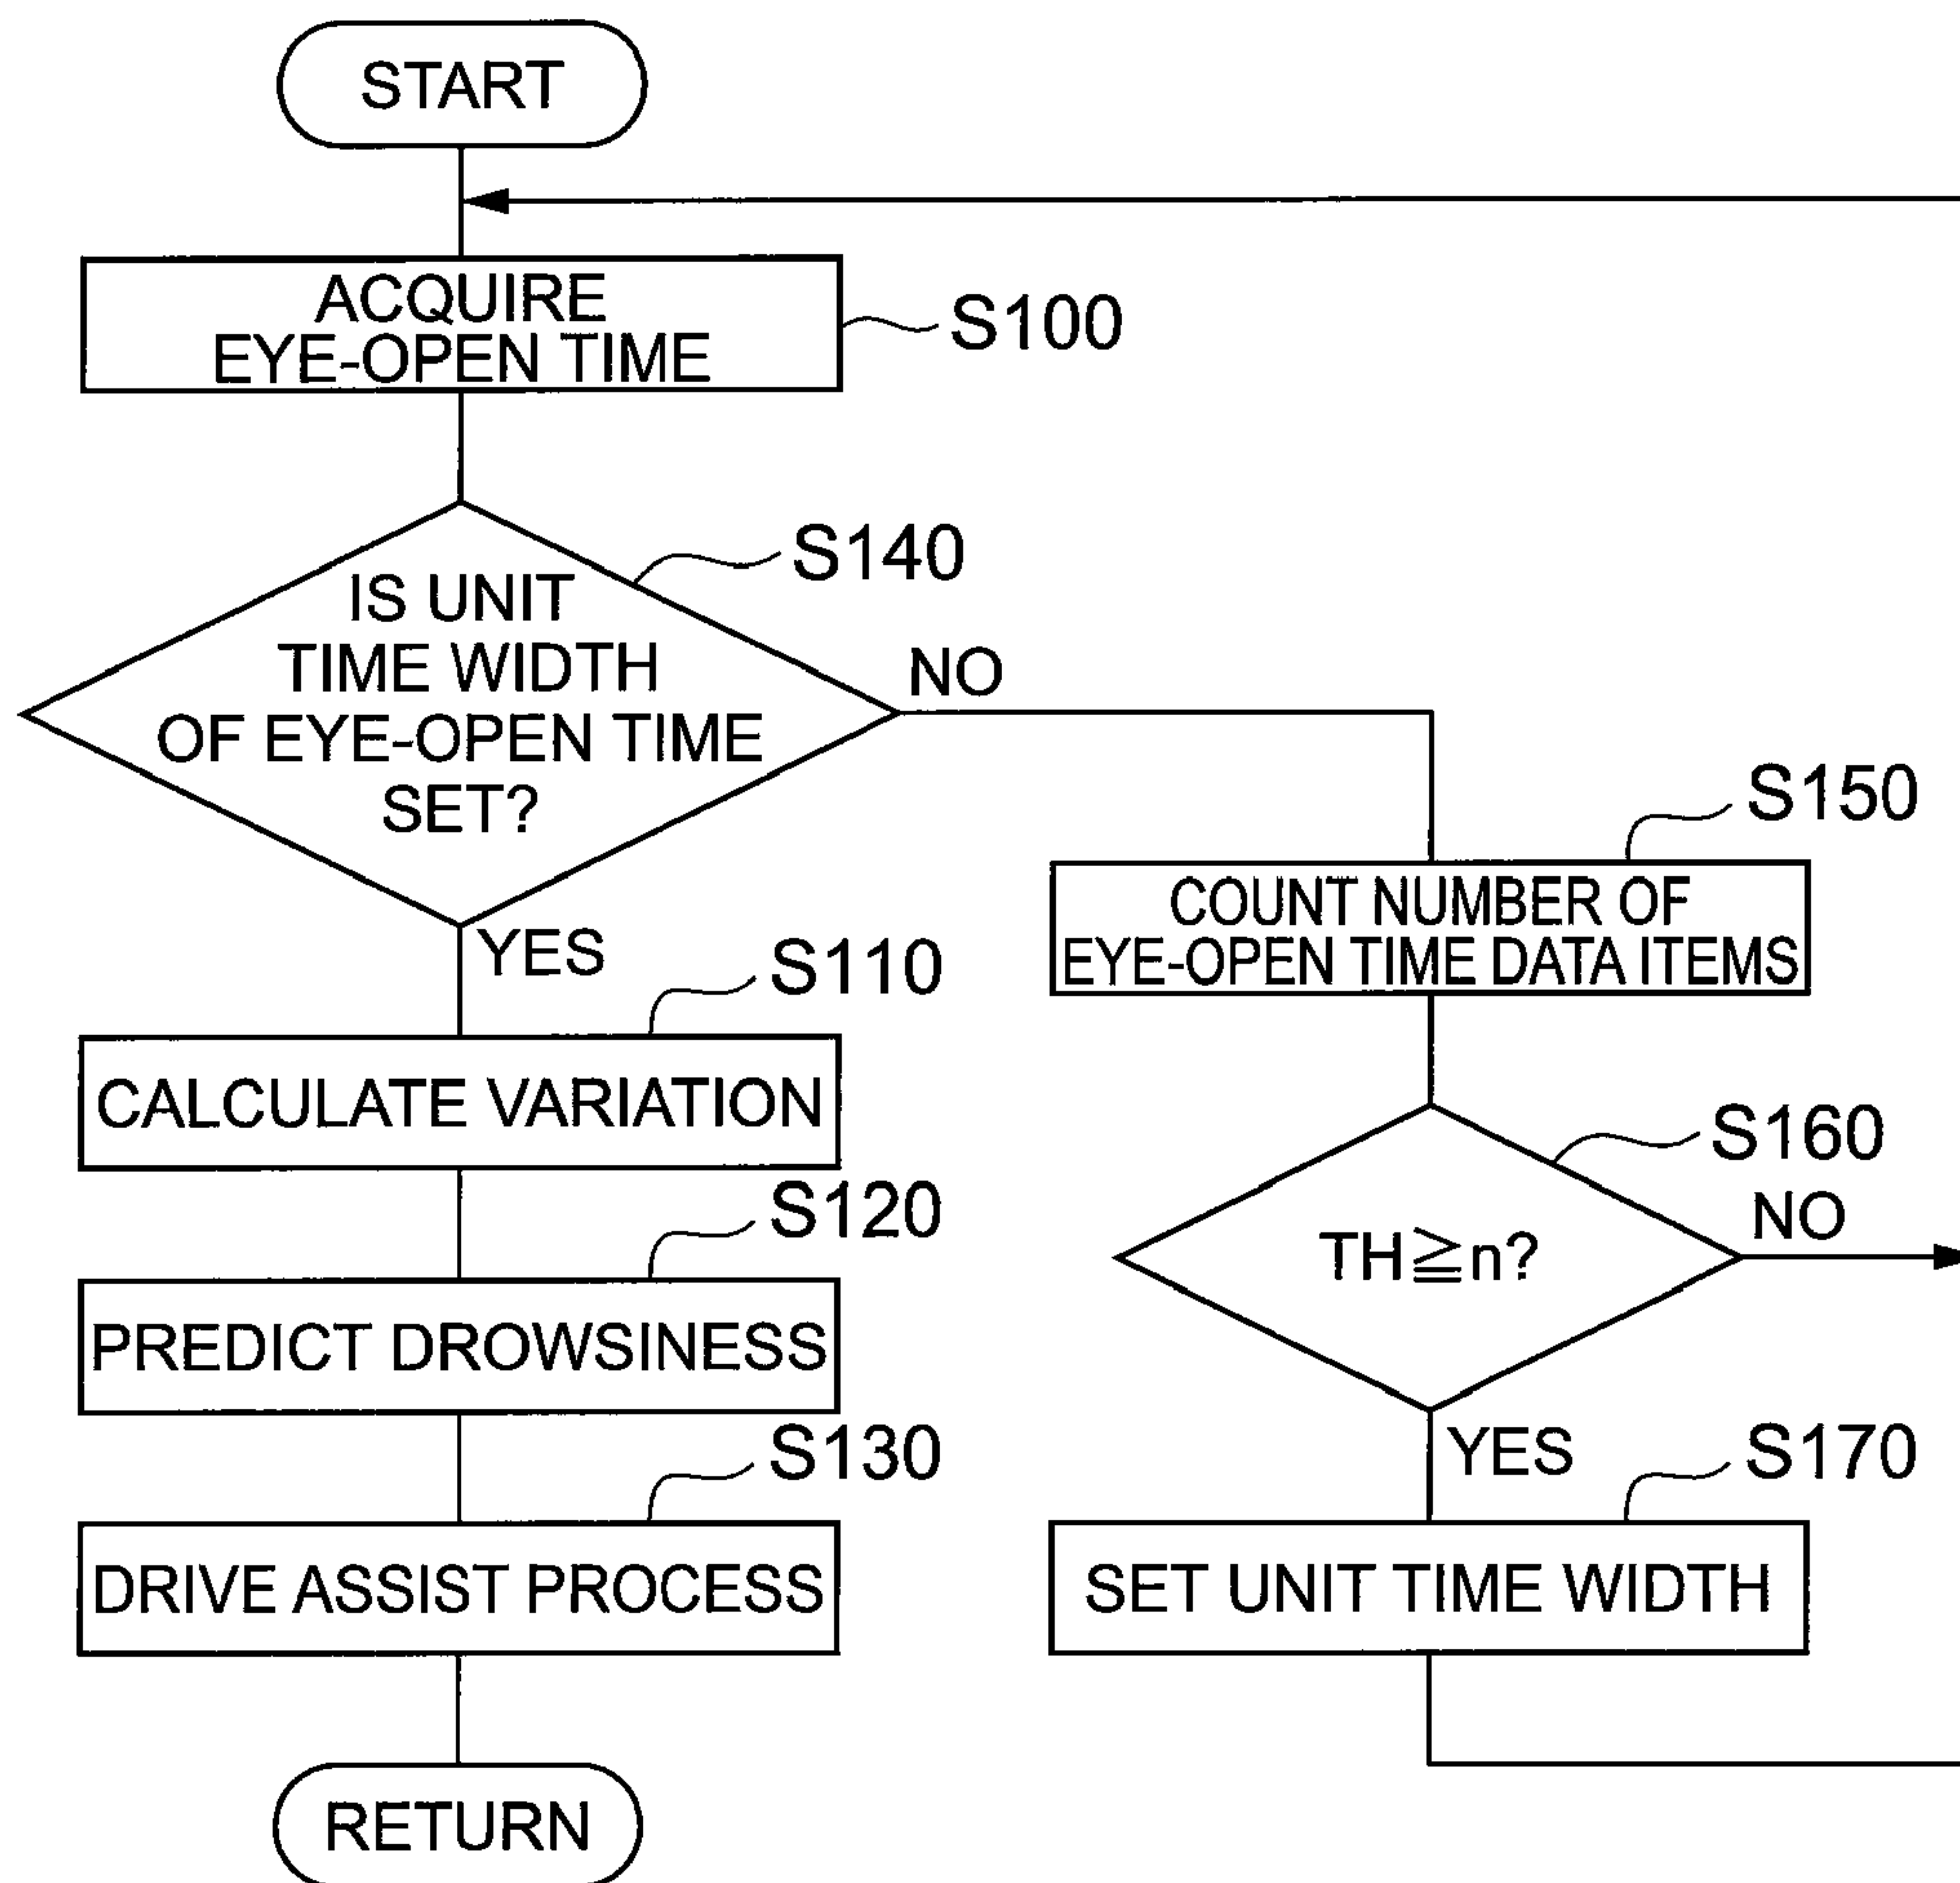 START
ACQUIRE
EYE-OPEN TIME
S100
S140
IS UNIT
TIME WIDTH
OF EYE-OPEN TIME
SET?
NO
YES
S110
CALCULATE VARIATION
S120
PREDICT DROWSINESS
S130
DRIVE ASSIST PROCESS
RETURN
S150
COUNT NUMBER OF
EYE-OPEN TIME DATA ITEMS
S160
TH≧n?
NO
YES
S170
SET UNIT TIME WIDTH